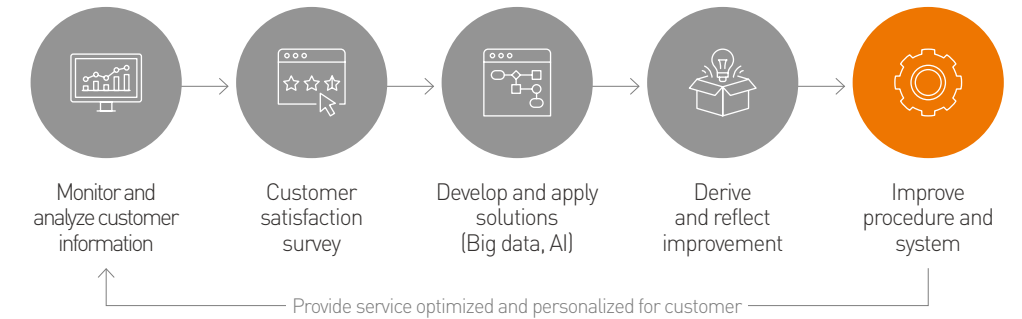 Monitor and
analyze customer
information
Customer
satisfaction
survey
Develop and apply
solutions
(Big data, AI)
Derive
and reflect
improvement
Improve
procedure and
system
Provide service optimized and personalized for customer